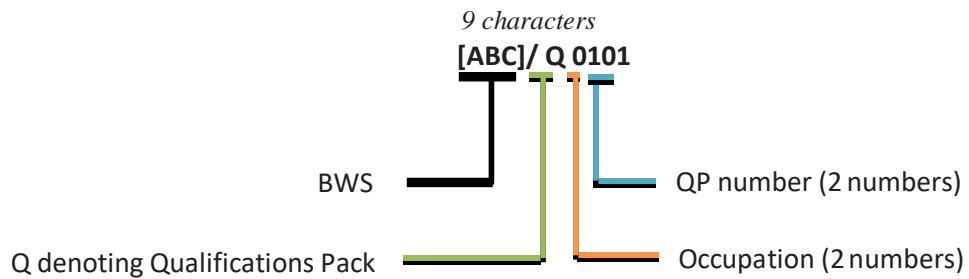 9 characters
[ABC]/ Q 0101
BWS
QP number (2 numbers)
Q denoting Qualifications Pack
Occupation (2 numbers)